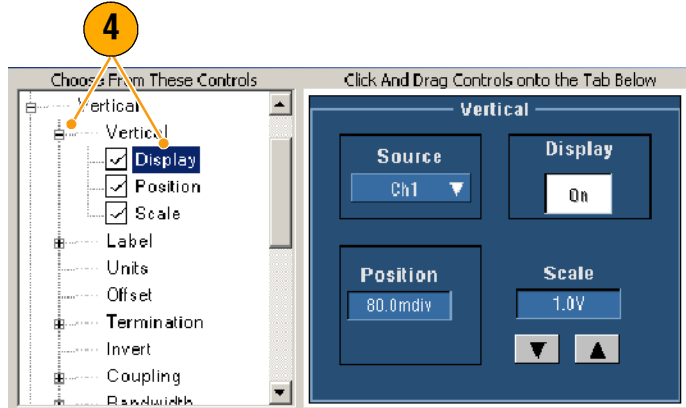 4
Choose From These Controls
Click And Drag Controls onto the Tab Below
Vertical
Vertical
Display
Position
Scale
Label
Units
Offset
Termination
Invert
Coupling
Bandwidth
Vertical
Source
Ch1
Display
On
Position
80.0mdiv
Scale
1.0V